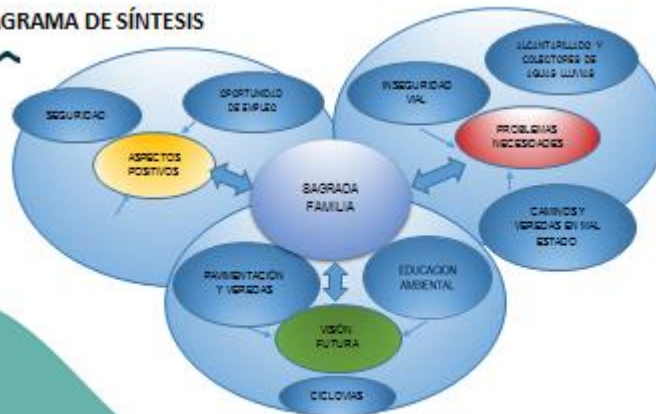 AGRAMA DE SÍNTESIS
SEGURIDAD
OPORTUNIDAD
DE EMPLEO
ASPECTOS
POSITIVOS
INSEGURIDAD
VIAL
ALCANTARILLADO Y
COLECTORES DE
AGUAS LLUVIAS
PROBLEMAS
NECESIDADES
CAMINOS Y
VEREDAS EN MAL
ESTADO
SAGRADA
FAMILIA
PAVIMENTACIÓN
Y VEREDAS
EDUCACION
AMBIENTAL
VISIÓN
FUTURA
CICLOVIAS